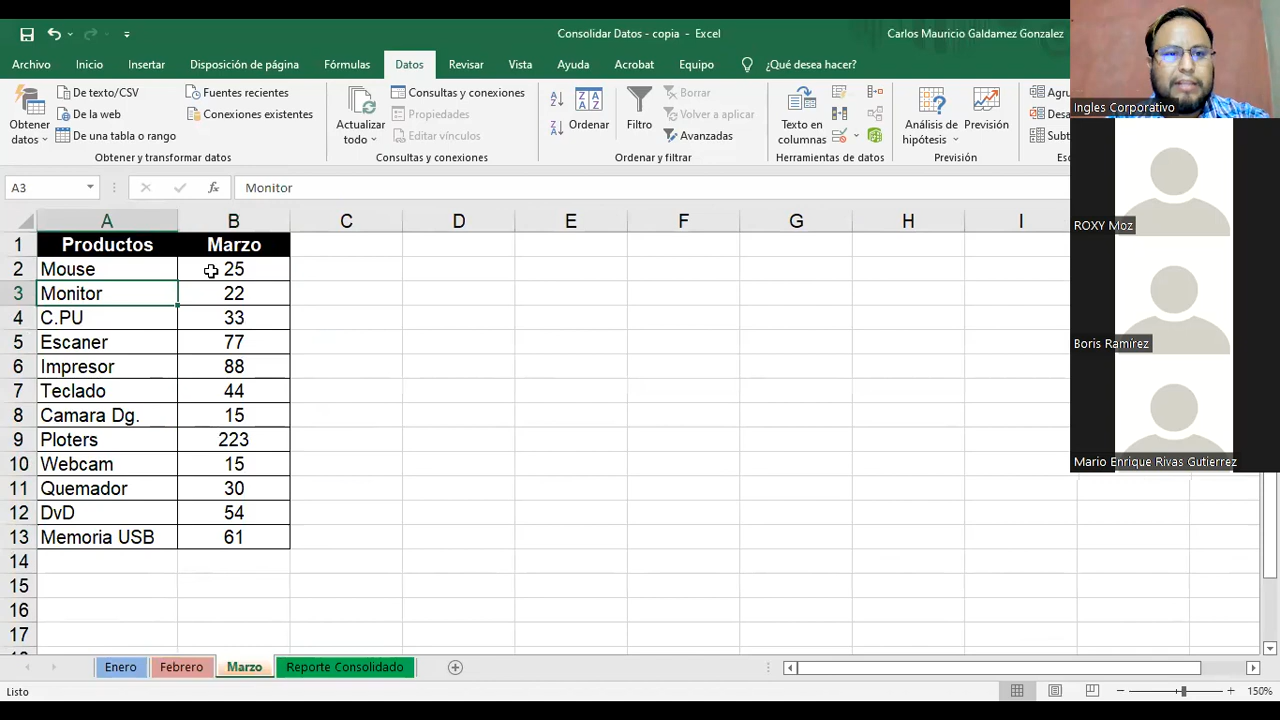 Consolidar Datos - copia - Excel
Carlos Mauricio Galdamez Gonzalez
Archivo Inicio Insertar Disposición de página Fórmulas Datos Revisar Vista Ayuda Acrobat Equipo ¿Qué desea hacer?
Obtener datos
De texto/CSV
De la web
De una tabla o rango
Fuentes recientes
Conexiones existentes
Obtener y transformar datos
Actualizar todo
Consultas y conexiones
Propiedades
Editar vínculos
Consultas y conexiones
Ordenar
Filtro
Borrar
Volver a aplicar
Avanzadas
Ordenar y filtrar
Texto en columnas
Herramientas de datos
Análisis de hipótesis
Previsión
Previsión
Agru
Desa
Es
A3
fx
Monitor
A B C D E F G H I
1 Productos Marzo
2 Mouse 25
3 Monitor 22
4 C.PU 33
5 Escaner 77
6 Impresor 88
7 Teclado 44
8 Camara Dg. 15
9 Ploters 223
10 Webcam 15
11 Quemador 30
12 DvD 54
13 Memoria USB 61
14
15
16
17
Enero Febrero Marzo Reporte Consolidado
Listo
150%
Ingles Corporativo
ROXY Moz
Boris Ramírez
Mario Enrique Rivas Gutierrez